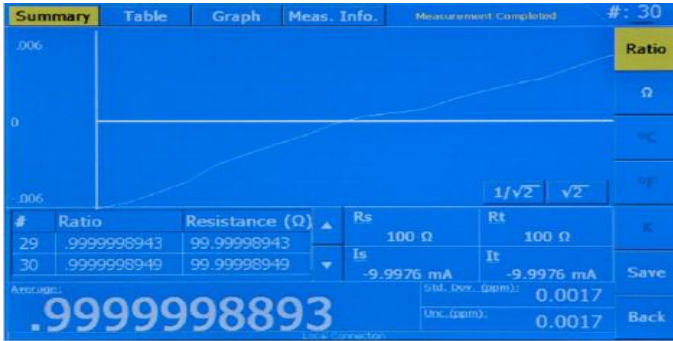 Summary Table Graph Meas. Info. Measurement Completed #: 30
.006
0
-.006
1/√2 √2
# Ratio Resistance (Ω)
29 .9999998943 99.99998943
30 .9999998949 99.99998949
Rs Rt
100 Ω 100 Ω
Is It
-9.9976 mA -9.9976 mA
Average:
.9999998893
Std. Dev. (ppm): 0.0017
Unc. (ppm): 0.0017
Local Connection
Ratio
Ω
°C
°F
K
Save
Back